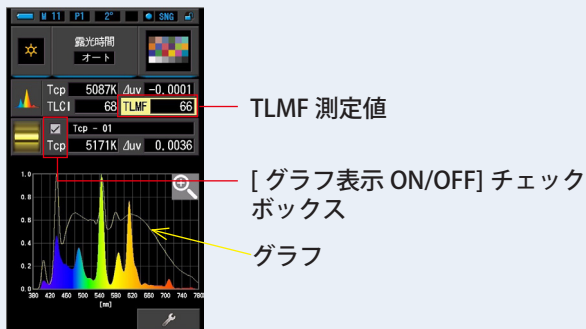 M 11 P1 2° SNG
露光時間
オート
Tcp 5087K ⊿uv -0.0001
TLCI 68 TLMF 66
Tcp - 01
Tcp 5171K ⊿uv 0.0036
1.0
0.8
0.6
0.4
0.2
0.0
380 420 460 500 540 580 620 660 700 740 780
[nm]
TLMF 測定値
[ グラフ表示 ON/OFF] チェック
ボックス
グラフ